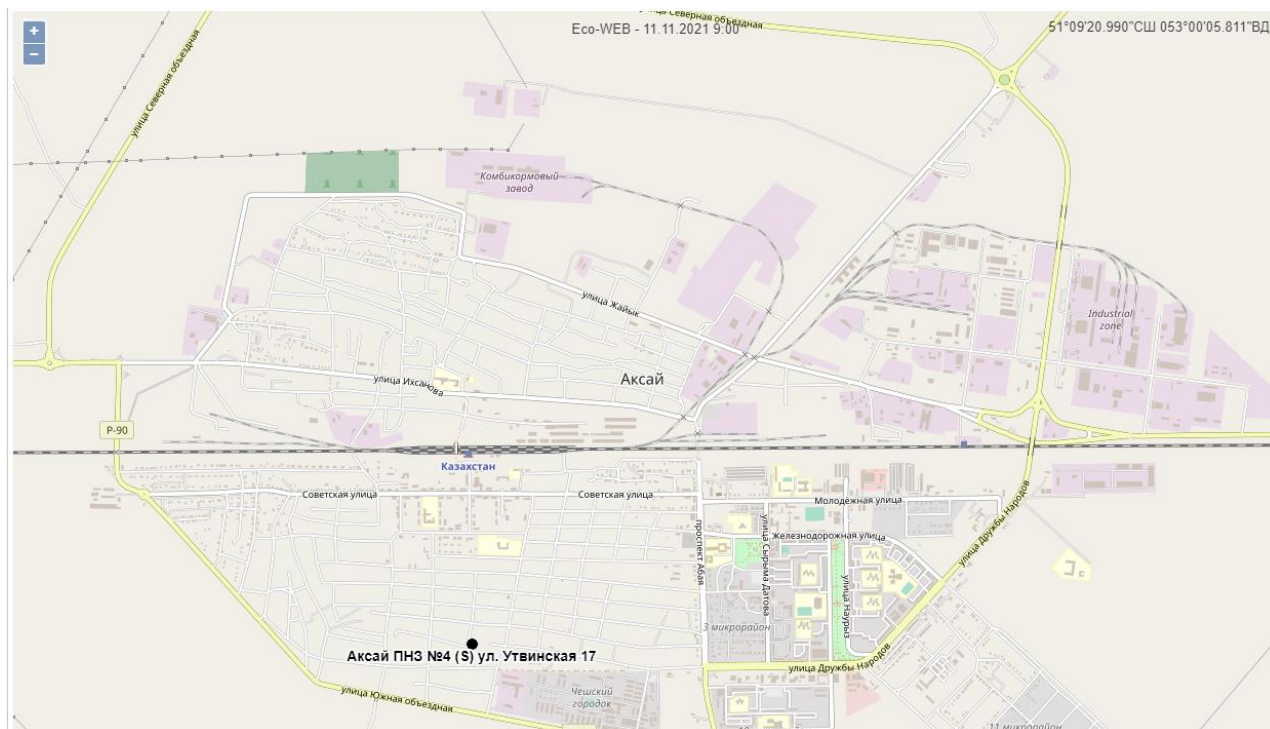 +
−
улица Северная объездная
Eco-WEB - 11.11.2021 9:00
51°09'20.990"СШ 053°00'05.811"ВД
улица Северная объездная
Комбикормовый
завод
улица Жайык
Industrial
zone
улица Ихсанова
Аксай
Р-90
Казахстан
Советская улица
Советская улица
Молодёжная улица
проспект Абая
улица Сырыма Датова
Железнодорожная улица
улица Дружбы Народов
улица Наурыз
3 микрорайон
Аксай ПНЗ №4 (S) ул. Утвинская 17
улица Дружбы Народов
улица Южная объездная
Чешский
городок
11 микрорайон